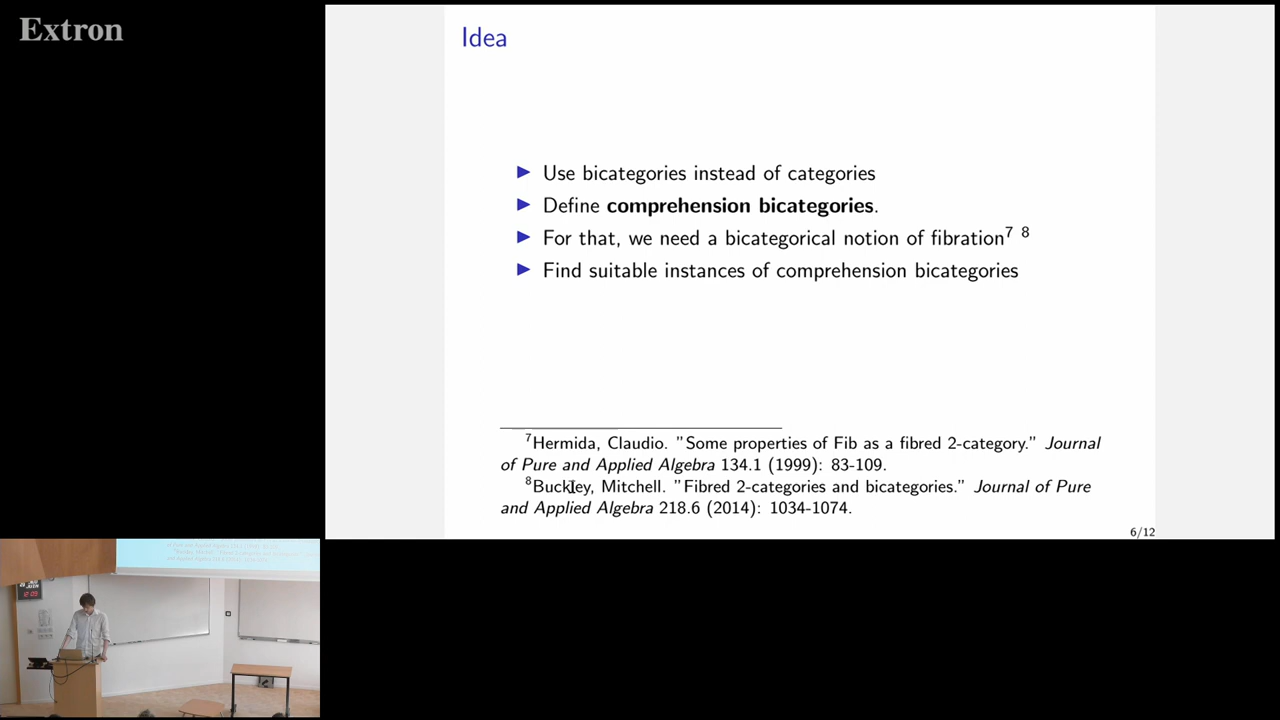 Extron
Idea
▶ Use bicategories instead of categories
▶ Define comprehension bicategories.
▶ For that, we need a bicategorical notion of fibration⁷ ⁸
▶ Find suitable instances of comprehension bicategories
⁷Hermida, Claudio. "Some properties of Fib as a fibred 2-category." Journal
of Pure and Applied Algebra 134.1 (1999): 83-109.
⁸Buckley, Mitchell. "Fibred 2-categories and bicategories." Journal of Pure
and Applied Algebra 218.6 (2014): 1034-1074.
6/12